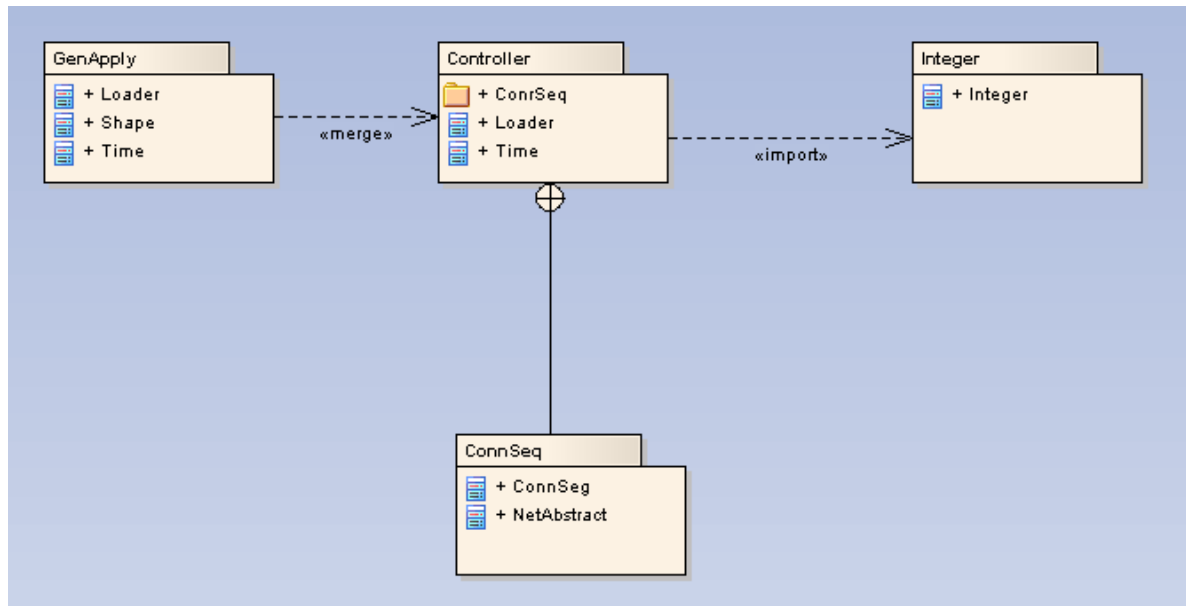 GenApply
+ Loader
+ Shape
+ Time
«merge»
Controller
+ ConrSeq
+ Loader
+ Time
«import»
Integer
+ Integer
ConnSeq
+ ConnSeg
+ NetAbstract